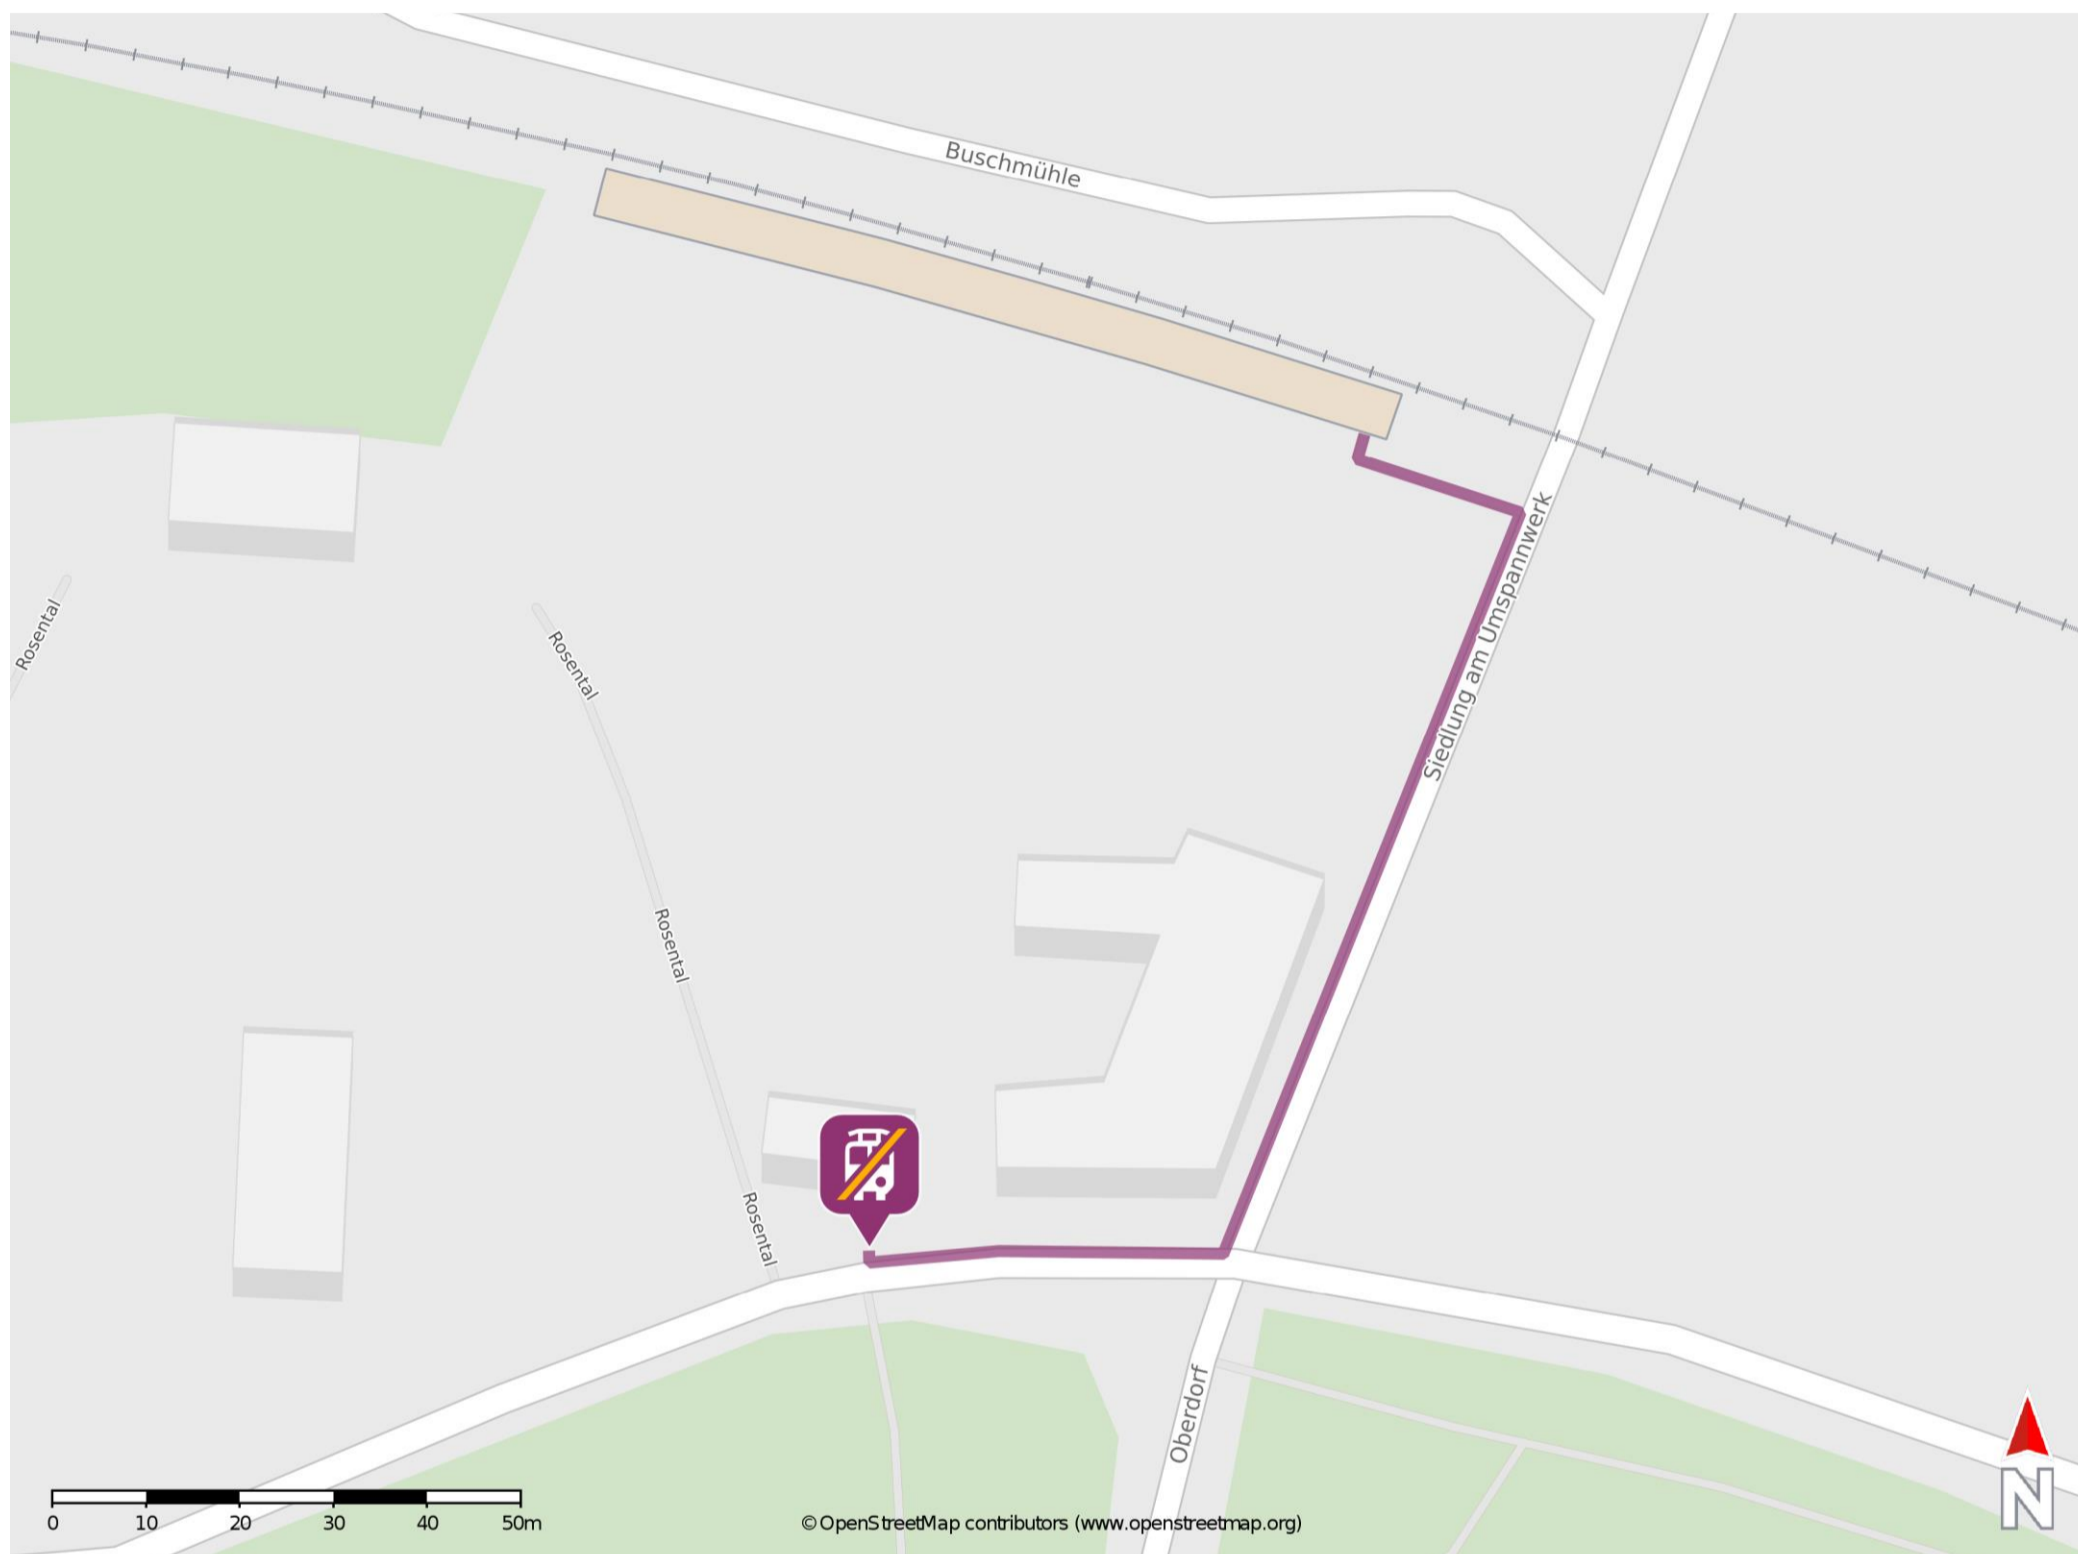 Buschmühle
Siedlung am Umspannwerk
Rosental
Rosental
Rosental
Rosental
Oberdorf
N
0 10 20 30 40 50m
© OpenStreetMap contributors (www.openstreetmap.org)